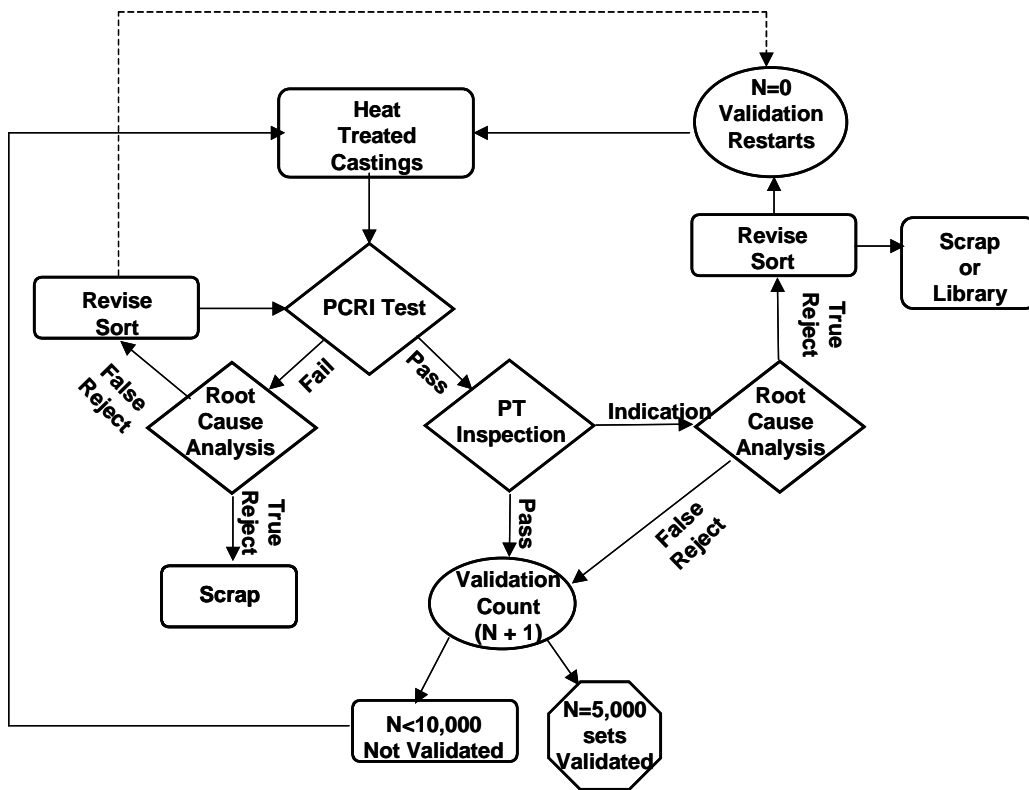 N=0
Validation
Restarts
Heat
Treated
Castings
Revise
Sort
Scrap
or
Library
Revise
Sort
PCRI Test
True
Reject
False
Reject
Fail
Pass
Root
Cause
Analysis
PT
Inspection
Indication
Root
Cause
Analysis
True
Reject
Pass
False
Reject
Scrap
Validation
Count
(N + 1)
N<10,000
Not Validated
N=5,000
sets
Validated